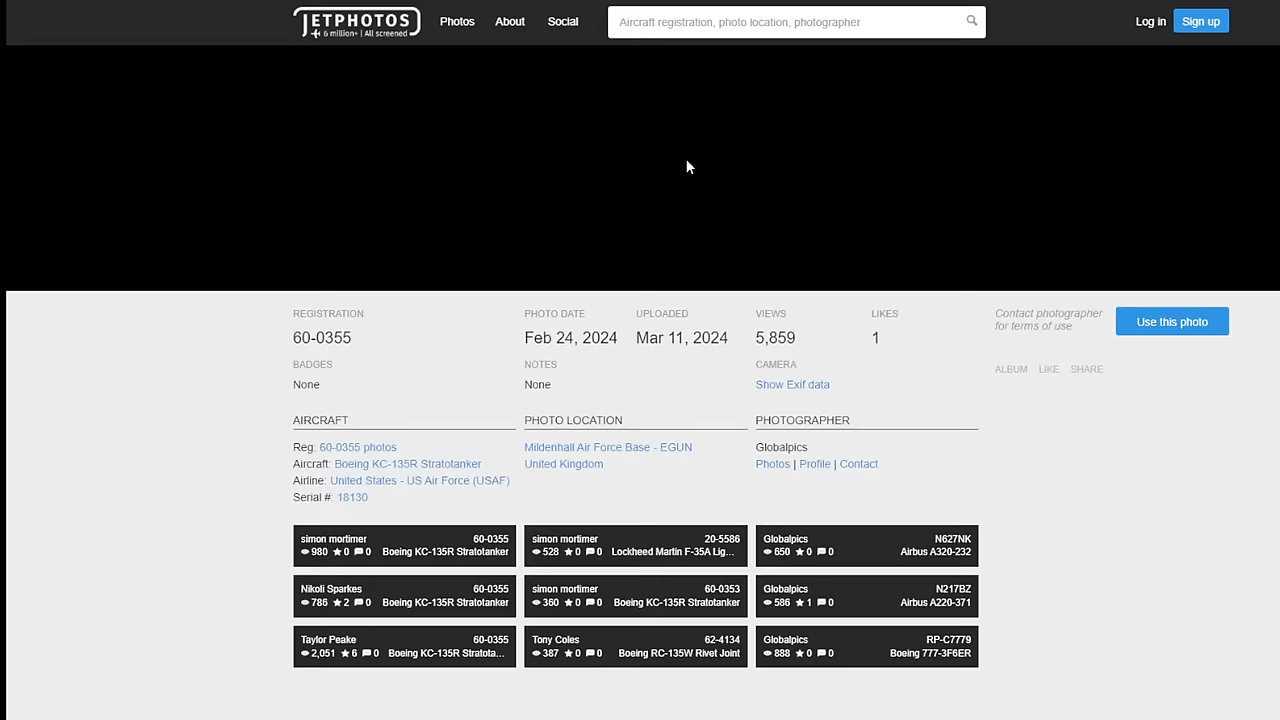 JETPHOTOS
6 million+ | All screened
Photos
About
Social
Aircraft registration, photo location, photographer
Log in
Sign up
REGISTRATION
60-0355
PHOTO DATE
Feb 24, 2024
UPLOADED
Mar 11, 2024
VIEWS
5,859
LIKES
1
Contact photographer
for terms of use
Use this photo
BADGES
None
NOTES
None
CAMERA
Show Exif data
ALBUM LIKE SHARE
AIRCRAFT
Reg: 60-0355 photos
Aircraft: Boeing KC-135R Stratotanker
Airline: United States - US Air Force (USAF)
Serial #: 18130
PHOTO LOCATION
Mildenhall Air Force Base - EGUN
United Kingdom
PHOTOGRAPHER
Globalpics
Photos | Profile | Contact
simon mortimer 60-0355
980 0 0 Boeing KC-135R Stratotanker
simon mortimer 20-5586
528 0 0 Lockheed Martin F-35A Lig...
Globalpics N627NK
650 0 0 Airbus A320-232
Nikoli Sparkes 60-0355
786 2 0 Boeing KC-135R Stratotanker
simon mortimer 60-0353
360 0 0 Boeing KC-135R Stratotanker
Globalpics N217BZ
586 1 0 Airbus A220-371
Taylor Peake 60-0355
2,051 6 0 Boeing KC-135R Stratota...
Tony Coles 62-4134
387 0 0 Boeing RC-135W Rivet Joint
Globalpics RP-C7779
888 0 0 Boeing 777-3F6ER